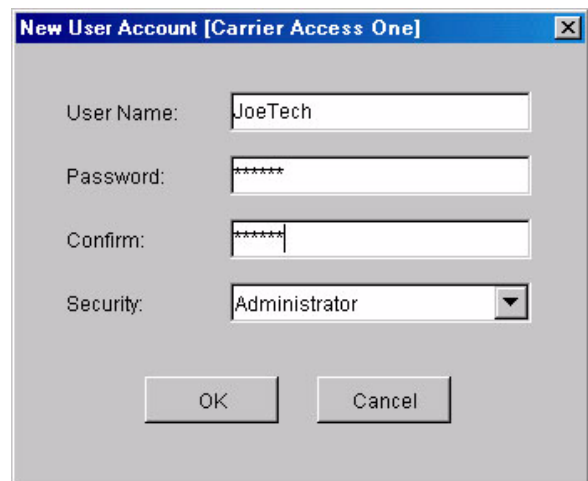 New User Account [Carrier Access One]
User Name: JoeTech
Password: ******
Confirm: ******
Security: Administrator
OK Cancel